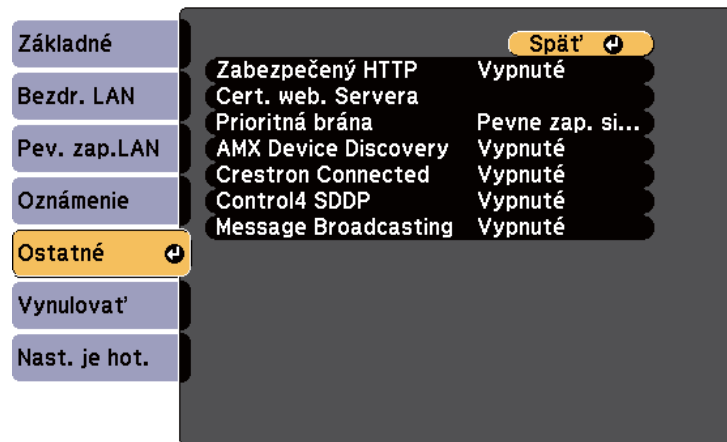 Základné
Bezdr. LAN
Pev. zap.LAN
Oznámenie
Ostatné
Vynulovať
Nast. je hot.
Späť
Zabezpečený HTTP Vypnuté
Cert. web. Servera
Prioritná brána Pevne zap. si...
AMX Device Discovery Vypnuté
Crestron Connected Vypnuté
Control4 SDDP Vypnuté
Message Broadcasting Vypnuté